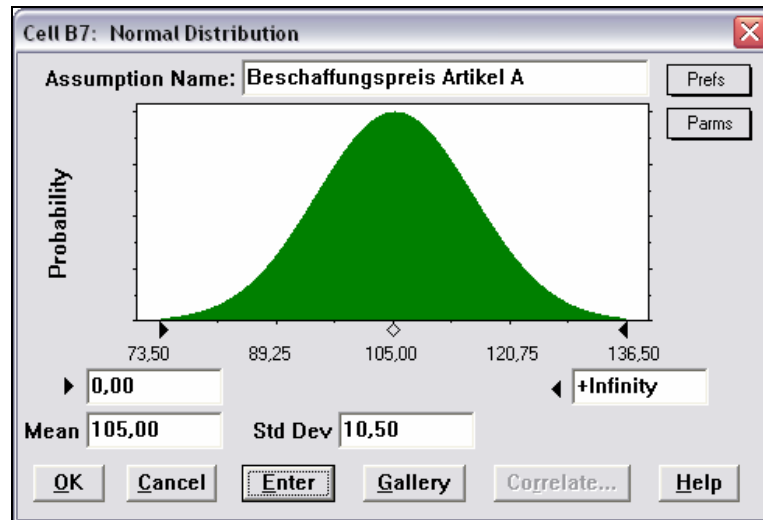 Cell B7: Normal Distribution
Assumption Name: Beschaffungspreis Artikel A
Prefs
Parms
Probability
73,50 89,25 105,00 120,75 136,50
0,00 +Infinity
Mean 105,00 Std Dev 10,50
OK Cancel Enter Gallery Correlate... Help